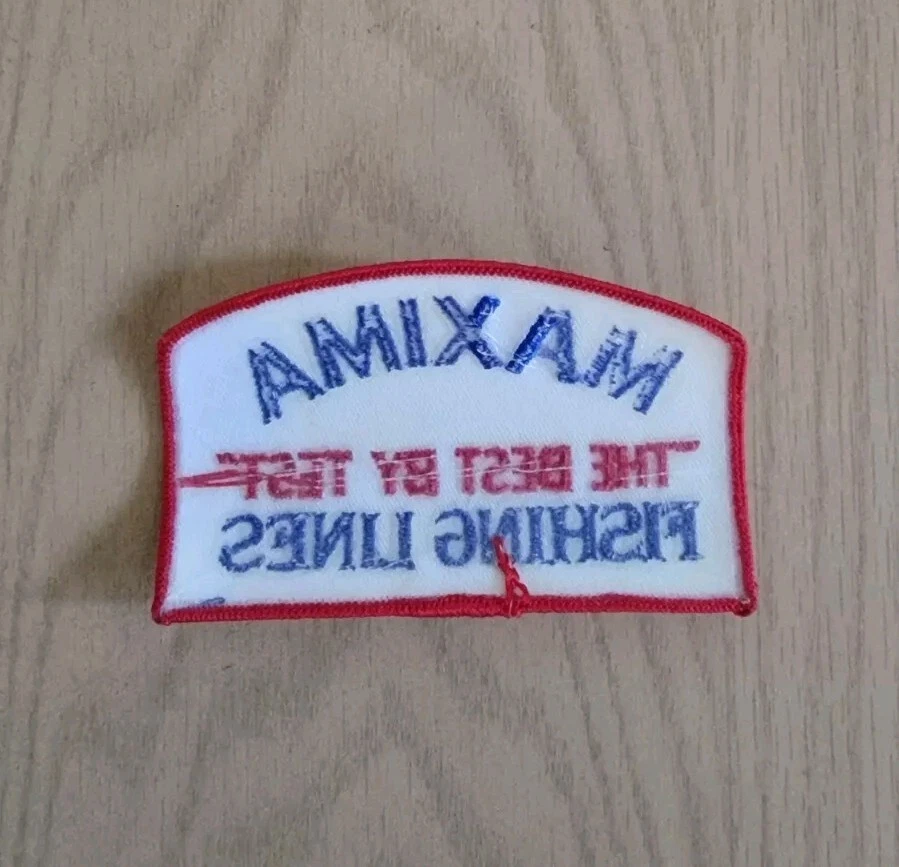 MAXIMA
"THE BEST BY TEST"
FISHING LINES